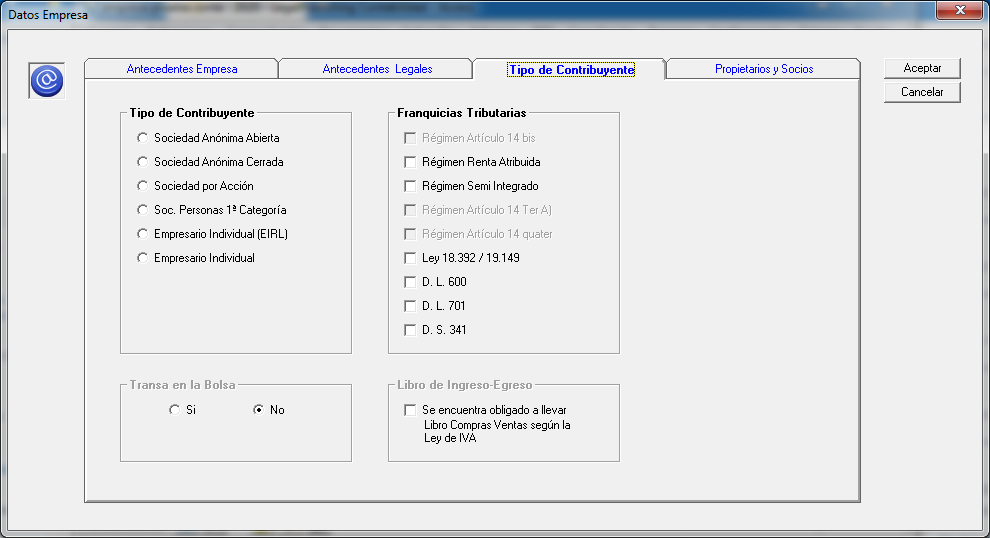 Datos Empresa
Antecedentes Empresa
Antecedentes Legales
Tipo de Contribuyente
Propietarios y Socios
Aceptar
Cancelar
Tipo de Contribuyente
Sociedad Anónima Abierta
Sociedad Anónima Cerrada
Sociedad por Acción
Soc. Personas 1ª Categoría
Empresario Individual (EIRL)
Empresario Individual
Franquicias Tributarias
Régimen Artículo 14 bis
Régimen Renta Atribuida
Régimen Semi Integrado
Régimen Artículo 14 Ter A)
Régimen Artículo 14 quater
Ley 18.392 / 19.149
D. L. 600
D. L. 701
D. S. 341
Transa en la Bolsa
Si
No
Libro de Ingreso-Egreso
Se encuentra obligado a llevar
Libro Compras Ventas según la
Ley de IVA